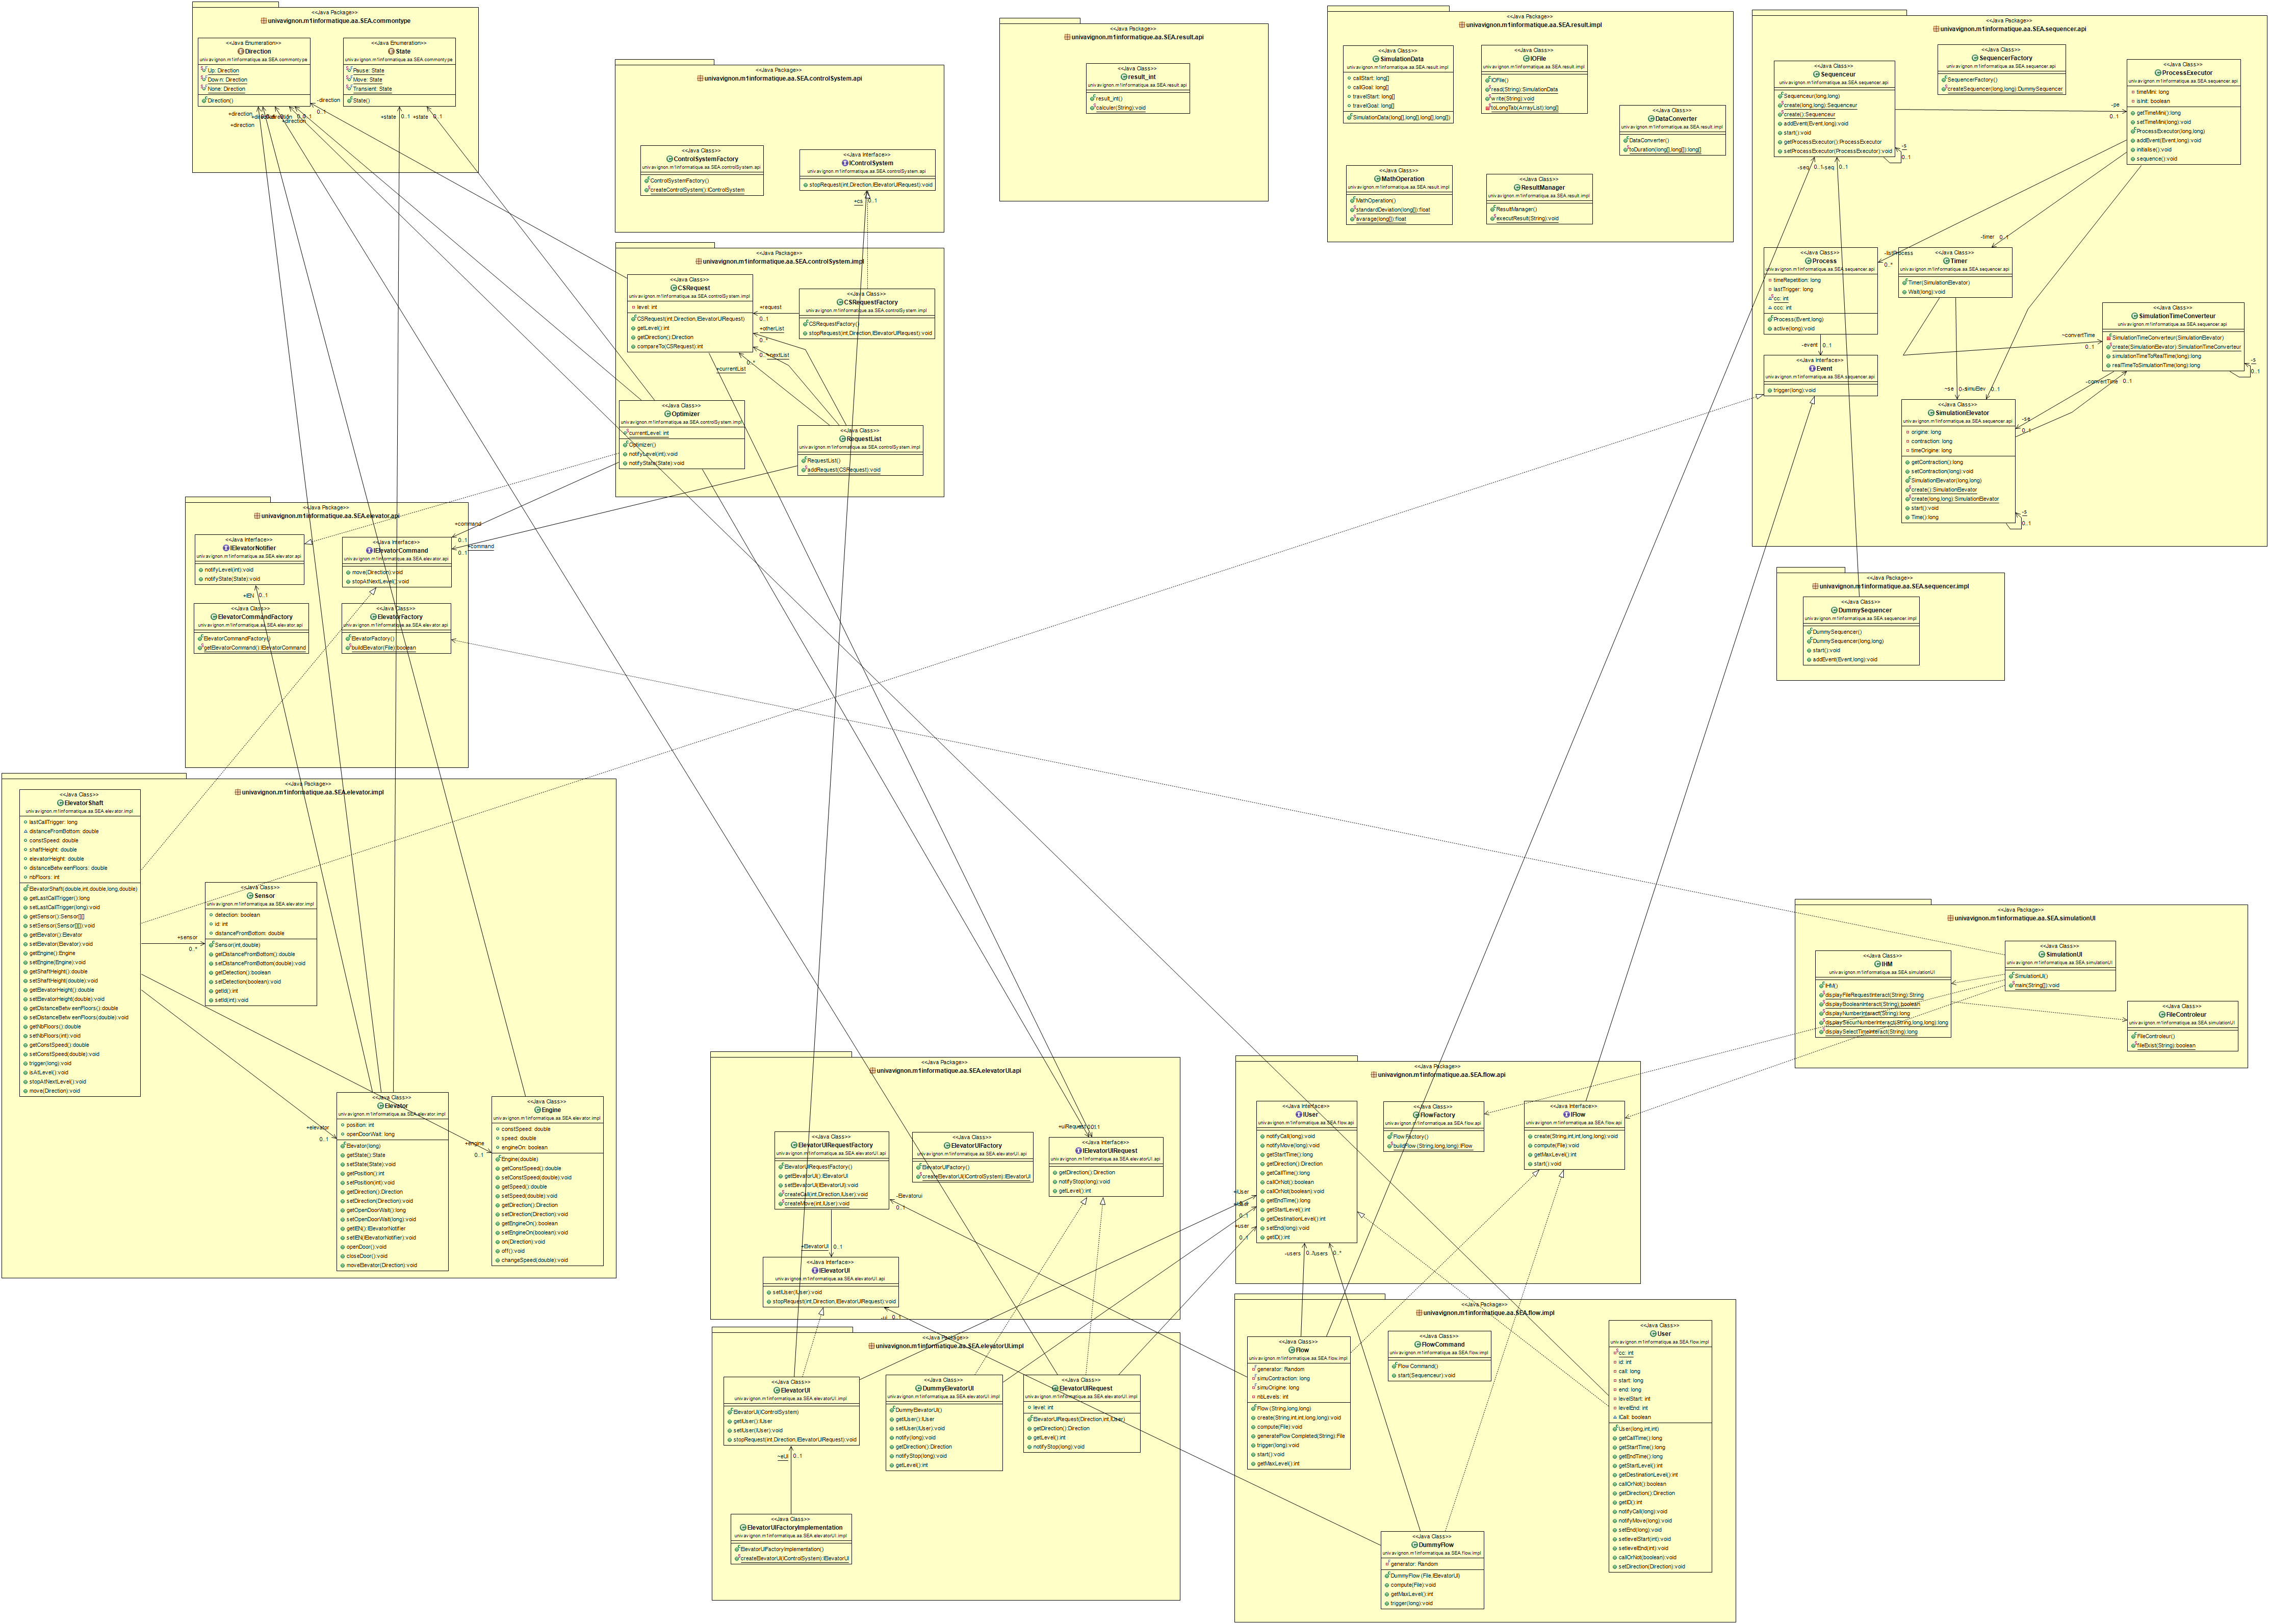 <<Java Package>>
univavignon.m1informatique.aa.SEA.commontype
<<Java Enumeration>>
Direction
univavignon.m1informatique.aa.SEA.commontype
Up: Direction
Down: Direction
None: Direction
Direction()
<<Java Enumeration>>
State
univavignon.m1informatique.aa.SEA.commontype
Pause: State
Move: State
Transient: State
State()
-direction
0..1
+direction
+direction
+state
0..1
+state
0..1
<<Java Package>>
univavignon.m1informatique.aa.SEA.controlSystem.api
<<Java Class>>
ControlSystemFactory
univavignon.m1informatique.aa.SEA.controlSystem.api
ControlSystemFactory()
createControlSystem():IControlSystem
<<Java Interface>>
IControlSystem
univavignon.m1informatique.aa.SEA.controlSystem.api
stopRequest(int,Direction,IElevatorUIRequest):void
+cs
0..1
<<Java Package>>
univavignon.m1informatique.aa.SEA.controlSystem.impl
<<Java Class>>
CSRequest
univavignon.m1informatique.aa.SEA.controlSystem.impl
level: int
CSRequest(int,Direction,IElevatorUIRequest)
getLevel():int
getDirection():Direction
compareTo(CSRequest):int
<<Java Class>>
CSRequestFactory
univavignon.m1informatique.aa.SEA.controlSystem.impl
CSRequestFactory()
stopRequest(int,Direction,IElevatorUIRequest):void
+request
0..1
+otherList
0..*
+nextList
0..*
+currentList
<<Java Class>>
Optimizer
univavignon.m1informatique.aa.SEA.controlSystem.impl
currentLevel: int
Optimizer()
notifyLevel(int):void
notifyState(State):void
<<Java Class>>
RequestList
univavignon.m1informatique.aa.SEA.controlSystem.impl
RequestList()
addRequest(CSRequest):void
<<Java Package>>
univavignon.m1informatique.aa.SEA.result.api
<<Java Class>>
result_int
univavignon.m1informatique.aa.SEA.result.api
result_int()
calculer(String):void
<<Java Package>>
univavignon.m1informatique.aa.SEA.result.impl
<<Java Class>>
SimulationData
univavignon.m1informatique.aa.SEA.result.impl
callStart: long[]
callGoal: long[]
travelStart: long[]
travelGoal: long[]
SimulationData(long[],long[],long[],long[])
<<Java Class>>
IOFile
univavignon.m1informatique.aa.SEA.result.impl
IOFile()
read(String):SimulationData
write(String):void
toLongTab(ArrayList):long[]
<<Java Class>>
DataConverter
univavignon.m1informatique.aa.SEA.result.impl
DataConverter()
toDuration(long[],long[]):long[]
<<Java Class>>
MathOperation
univavignon.m1informatique.aa.SEA.result.impl
MathOperation()
standardDeviation(long[]):float
avarage(long[]):float
<<Java Class>>
ResultManager
univavignon.m1informatique.aa.SEA.result.impl
ResultManager()
executResult(String):void
<<Java Package>>
univavignon.m1informatique.aa.SEA.sequencer.api
<<Java Class>>
Sequenceur
univavignon.m1informatique.aa.SEA.sequencer.api
Sequenceur(long,long)
create(long,long):Sequenceur
create():Sequenceur
addEvent(Event,long):void
start():void
getProcessExecutor():ProcessExecutor
setProcessExecutor(ProcessExecutor):void
<<Java Class>>
SequencerFactory
univavignon.m1informatique.aa.SEA.sequencer.api
SequencerFactory()
createSequencer(long,long):DummySequencer
<<Java Class>>
ProcessExecutor
univavignon.m1informatique.aa.SEA.sequencer.api
timeMini: long
isinit: boolean
getTimeMini():long
setTimeMini(long):void
ProcessExecutor(long,long)
addEvent(Event,long):void
initialise():void
sequence():void
-pe
0..1
-s
0..1
-seq
0..1
-seq
<<Java Class>>
Process
univavignon.m1informatique.aa.SEA.sequencer.api
timeRepetition: long
lastTrigger: long
cc: int
ccc: int
Process(Event,long)
active(long):void
-listProcess
0..*
-timer
0..1
<<Java Class>>
Timer
univavignon.m1informatique.aa.SEA.sequencer.api
Timer(SimulationElevator)
Wait(long):void
<<Java Class>>
SimulationTimeConverteur
univavignon.m1informatique.aa.SEA.sequencer.api
SimulationTimeConverteur(SimulationElevator)
create(SimulationElevator):SimulationTimeConverteur
simulationTimeToRealTime(long):long
realTimeToSimulationTime(long):long
~convertTime
0..1
-s
0..1
-event
0..1
<<Java Interface>>
Event
univavignon.m1informatique.aa.SEA.sequencer.api
trigger(long):void
-convertTime
0..1
~se
-simuElev
0..1
<<Java Class>>
SimulationElevator
univavignon.m1informatique.aa.SEA.sequencer.api
origine: long
contraction: long
timeOrigine: long
getContraction():long
setContraction(long):void
SimulationElevator(long,long)
create():SimulationElevator
create(long,long):SimulationElevator
start():void
Time():long
-se
0..1
-s
0..1
<<Java Package>>
univavignon.m1informatique.aa.SEA.sequencer.impl
<<Java Class>>
DummySequencer
univavignon.m1informatique.aa.SEA.sequencer.impl
DummySequencer()
DummySequencer(long,long)
start():void
addEvent(Event,long):void
<<Java Package>>
univavignon.m1informatique.aa.SEA.elevator.api
<<Java Interface>>
IElevatorNotifier
univavignon.m1informatique.aa.SEA.elevator.api
notifyLevel(int):void
notifyState(State):void
<<Java Interface>>
IElevatorCommand
univavignon.m1informatique.aa.SEA.elevator.api
move(Direction):void
stopAtNextLevel():void
+command
0..1
+command
0..1
+IEN
0..1
<<Java Class>>
ElevatorCommandFactory
univavignon.m1informatique.aa.SEA.elevator.api
ElevatorCommandFactory()
getElevatorCommand():IElevatorCommand
<<Java Class>>
ElevatorFactory
univavignon.m1informatique.aa.SEA.elevator.api
ElevatorFactory()
buildElevator(File):boolean
<<Java Package>>
univavignon.m1informatique.aa.SEA.elevator.impl
<<Java Class>>
ElevatorShaft
univavignon.m1informatique.aa.SEA.elevator.impl
lastCallTrigger: long
distanceFromBottom: double
constSpeed: double
shaftHeight: double
elevatorHeight: double
distanceBetweenFloors: double
nbFloors: int
ElevatorShaft(double,int,double,long,double)
getLastCallTrigger():long
setLastCallTrigger(long):void
getSensor():Sensor[][]
setSensor(Sensor[][]):void
getElevator():Elevator
setElevator(Elevator):void
getEngine():Engine
setEngine(Engine):void
getShaftHeight():double
setShaftHeight(double):void
getElevatorHeight():double
setElevatorHeight(double):void
getDistanceBetweenFloors():double
setDistanceBetweenFloors(double):void
getNbFloors():double
setNbFloors(int):void
getConstSpeed():double
setConstSpeed(double):void
trigger(long):void
isAtLevel():void
stopAtNextLevel():void
move(Direction):void
<<Java Class>>
Sensor
univavignon.m1informatique.aa.SEA.elevator.impl
detection: boolean
id: int
distanceFromBottom: double
Sensor(int,double)
getDistanceFromBottom():double
setDistanceFromBottom(double):void
getDetection():boolean
setDetection(boolean):void
getId():int
setId(int):void
+sensor
0..*
+elevator
0..1
+engine
0..1
<<Java Class>>
Elevator
univavignon.m1informatique.aa.SEA.elevator.impl
position: int
openDoorWait: long
Elevator(long)
getState():State
setState(State):void
getPosition():int
setPosition(int):void
getDirection():Direction
setDirection(Direction):void
getOpenDoorWait():long
setOpenDoorWait(long):void
getIEN():IElevatorNotifier
setIEN(IElevatorNotifier):void
openDoor():void
closeDoor():void
moveElevator(Direction):void
<<Java Class>>
Engine
univavignon.m1informatique.aa.SEA.elevator.impl
constSpeed: double
speed: double
engineOn: boolean
Engine(double)
getConstSpeed():double
setConstSpeed(double):void
getSpeed():double
setSpeed(double):void
getDirection():Direction
setDirection(Direction):void
getEngineOn():boolean
setEngineOn(boolean):void
on(Direction):void
off():void
changeSpeed(double):void
<<Java Package>>
univavignon.m1informatique.aa.SEA.simulationUI
<<Java Class>>
IHM
univavignon.m1informatique.aa.SEA.simulationUI
IHM()
displayFileRequestInteract(String):String
displayBooleanInteract(String):boolean
displayNumberInteract(String):long
displaySecurNumberInteract(String,long,long):long
displaySelectTimeInteract(String):long
<<Java Class>>
SimulationUI
univavignon.m1informatique.aa.SEA.simulationUI
SimulationUI()
main(String[]):void
<<Java Class>>
FileControleur
univavignon.m1informatique.aa.SEA.simulationUI
FileControleur()
fileExist(String):boolean
<<Java Package>>
univavignon.m1informatique.aa.SEA.elevatorUI.api
<<Java Class>>
ElevatorUIRequestFactory
univavignon.m1informatique.aa.SEA.elevatorUI.api
ElevatorUIRequestFactory()
getElevatorUI():IElevatorUI
setElevatorUI(IElevatorUI):void
createCall(int,Direction,IUser):void
createMove(int,IUser):void
<<Java Class>>
ElevatorUIFactory
univavignon.m1informatique.aa.SEA.elevatorUI.api
ElevatorUIFactory()
createElevatorUI(IControlSystem):IElevatorUI
+uiRequest
<<Java Interface>>
IElevatorUIRequest
univavignon.m1informatique.aa.SEA.elevatorUI.api
getDirection():Direction
notifyStop(long):void
getLevel():int
-Elevatorui
0..1
+ElevatorUI
0..1
<<Java Interface>>
IElevatorUI
univavignon.m1informatique.aa.SEA.elevatorUI.api
setIUser(IUser):void
stopRequest(int,Direction,IElevatorUIRequest):void
-ui
0..1
<<Java Package>>
univavignon.m1informatique.aa.SEA.elevatorUI.impl
<<Java Class>>
ElevatorUI
univavignon.m1informatique.aa.SEA.elevatorUI.impl
ElevatorUI(IControlSystem)
getIUser():IUser
setIUser(IUser):void
stopRequest(int,Direction,IElevatorUIRequest):void
<<Java Class>>
DummyElevatorUI
univavignon.m1informatique.aa.SEA.elevatorUI.impl
DummyElevatorUI()
getIUser():IUser
setIUser(IUser):void
notify(long):void
getDirection():Direction
notifyStop(long):void
getLevel():int
<<Java Class>>
ElevatorUIRequest
univavignon.m1informatique.aa.SEA.elevatorUI.impl
level: int
ElevatorUIRequest(Direction,int,IUser)
getDirection():Direction
getLevel():int
notifyStop(long):void
~eUI
0..1
<<Java Class>>
ElevatorUIFactoryImplementation
univavignon.m1informatique.aa.SEA.elevatorUI.impl
ElevatorUIFactoryImplementation()
createElevatorUI(IControlSystem):IElevatorUI
<<Java Package>>
univavignon.m1informatique.aa.SEA.flow.api
<<Java Interface>>
IUser
univavignon.m1informatique.aa.SEA.flow.api
notifyCall(long):void
notifyMove(long):void
getStartTime():long
getDirection():Direction
getCallTime():long
callOrNot():boolean
callOrNot(boolean):void
getEndTime():long
getStartLevel():int
getDestinationLevel():int
setEnd(long):void
getID():int
+iUser
0..1
+user
0..1
<<Java Class>>
FlowFactory
univavignon.m1informatique.aa.SEA.flow.api
FlowFactory()
buildFlow(String,long,long):IFlow
<<Java Interface>>
IFlow
univavignon.m1informatique.aa.SEA.flow.api
create(String,int,int,long,long):void
compute(File):void
getMaxLevel():int
start():void
-users
-users
0..*
<<Java Package>>
univavignon.m1informatique.aa.SEA.flow.impl
<<Java Class>>
Flow
univavignon.m1informatique.aa.SEA.flow.impl
generator: Random
simuContraction: long
simuOrigine: long
nbLevels: int
Flow(String,long,long)
create(String,int,int,long,long):void
compute(File):void
generateFlowCompleted(String):File
trigger(long):void
start():void
getMaxLevel():int
<<Java Class>>
FlowCommand
univavignon.m1informatique.aa.SEA.flow.impl
FlowCommand()
start(Sequenceur):void
<<Java Class>>
User
univavignon.m1informatique.aa.SEA.flow.impl
cc: int
id: int
call: long
start: long
end: long
levelStart: int
levelEnd: int
ICall: boolean
User(long,int,int)
getCallTime():long
getStartTime():long
getEndTime():long
getStartLevel():int
getDestinationLevel():int
callOrNot():boolean
getDirection():Direction
getID():int
notifyCall(long):void
notifyMove(long):void
setEnd(long):void
setlevelStart(int):void
setlevelEnd(int):void
callOrNot(boolean):void
setDirection(Direction):void
<<Java Class>>
DummyFlow
univavignon.m1informatique.aa.SEA.flow.impl
generator: Random
DummyFlow(File,IElevatorUI)
compute(File):void
getMaxLevel():int
trigger(long):void